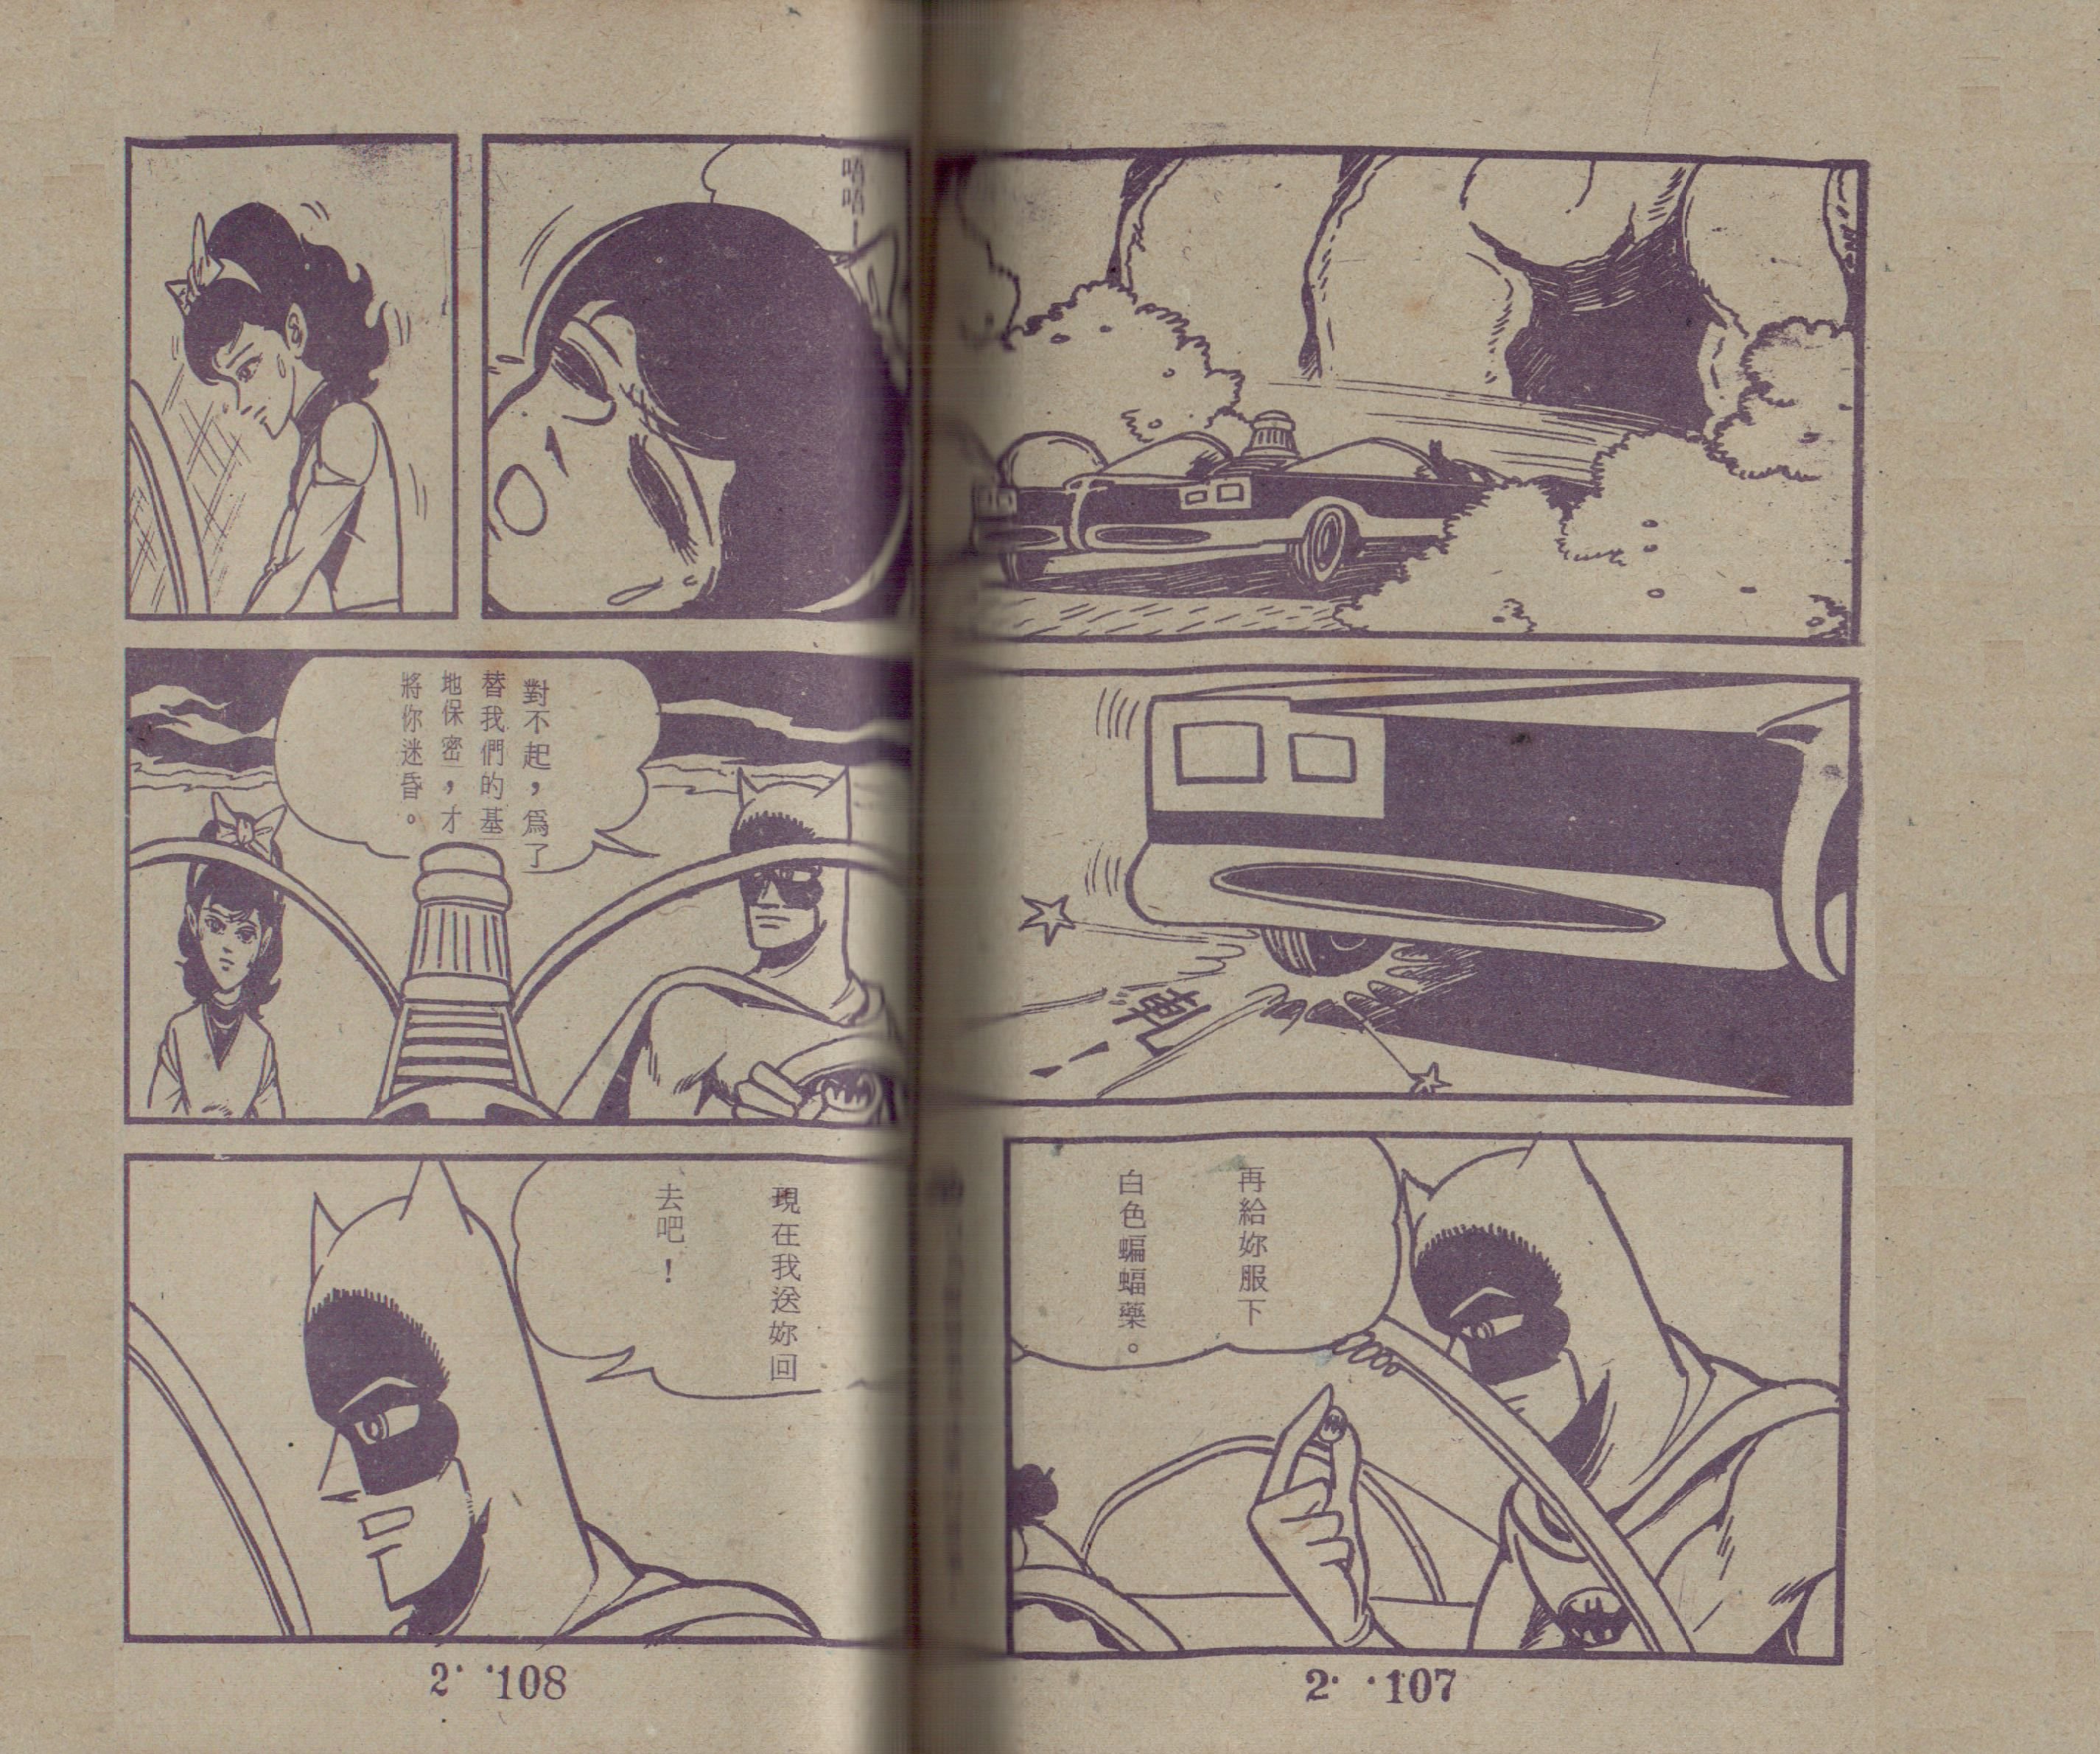 軋
再給妳服下
白色蝙蝠藥。
2··107
對不起，爲了
替我們的基
地保密，才
將你迷昏。
現在我送妳回
去吧！
2··108